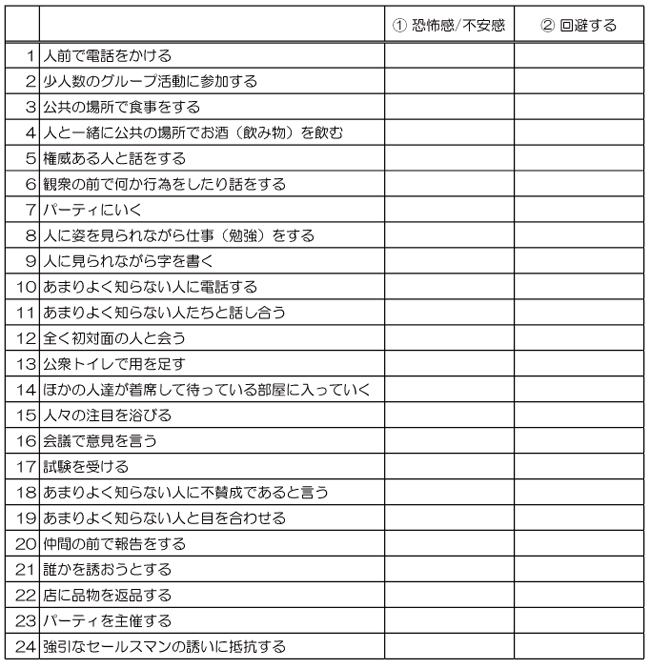 ① 恐怖感/不安感 ② 回避する
1 人前で電話をかける
2 少人数のグループ活動に参加する
3 公共の場所で食事をする
4 人と一緒に公共の場所でお酒（飲み物）を飲む
5 権威ある人と話をする
6 観衆の前で何か行為をしたり話をする
7 パーティにいく
8 人に姿を見られながら仕事（勉強）をする
9 人に見られながら字を書く
10 あまりよく知らない人に電話する
11 あまりよく知らない人たちと話し合う
12 全く初対面の人と会う
13 公衆トイレで用を足す
14 ほかの人達が着席して待っている部屋に入っていく
15 人々の注目を浴びる
16 会議で意見を言う
17 試験を受ける
18 あまりよく知らない人に不賛成であると言う
19 あまりよく知らない人と目を合わせる
20 仲間の前で報告をする
21 誰かを誘おうとする
22 店に品物を返品する
23 パーティを主催する
24 強引なセールスマンの誘いに抵抗する